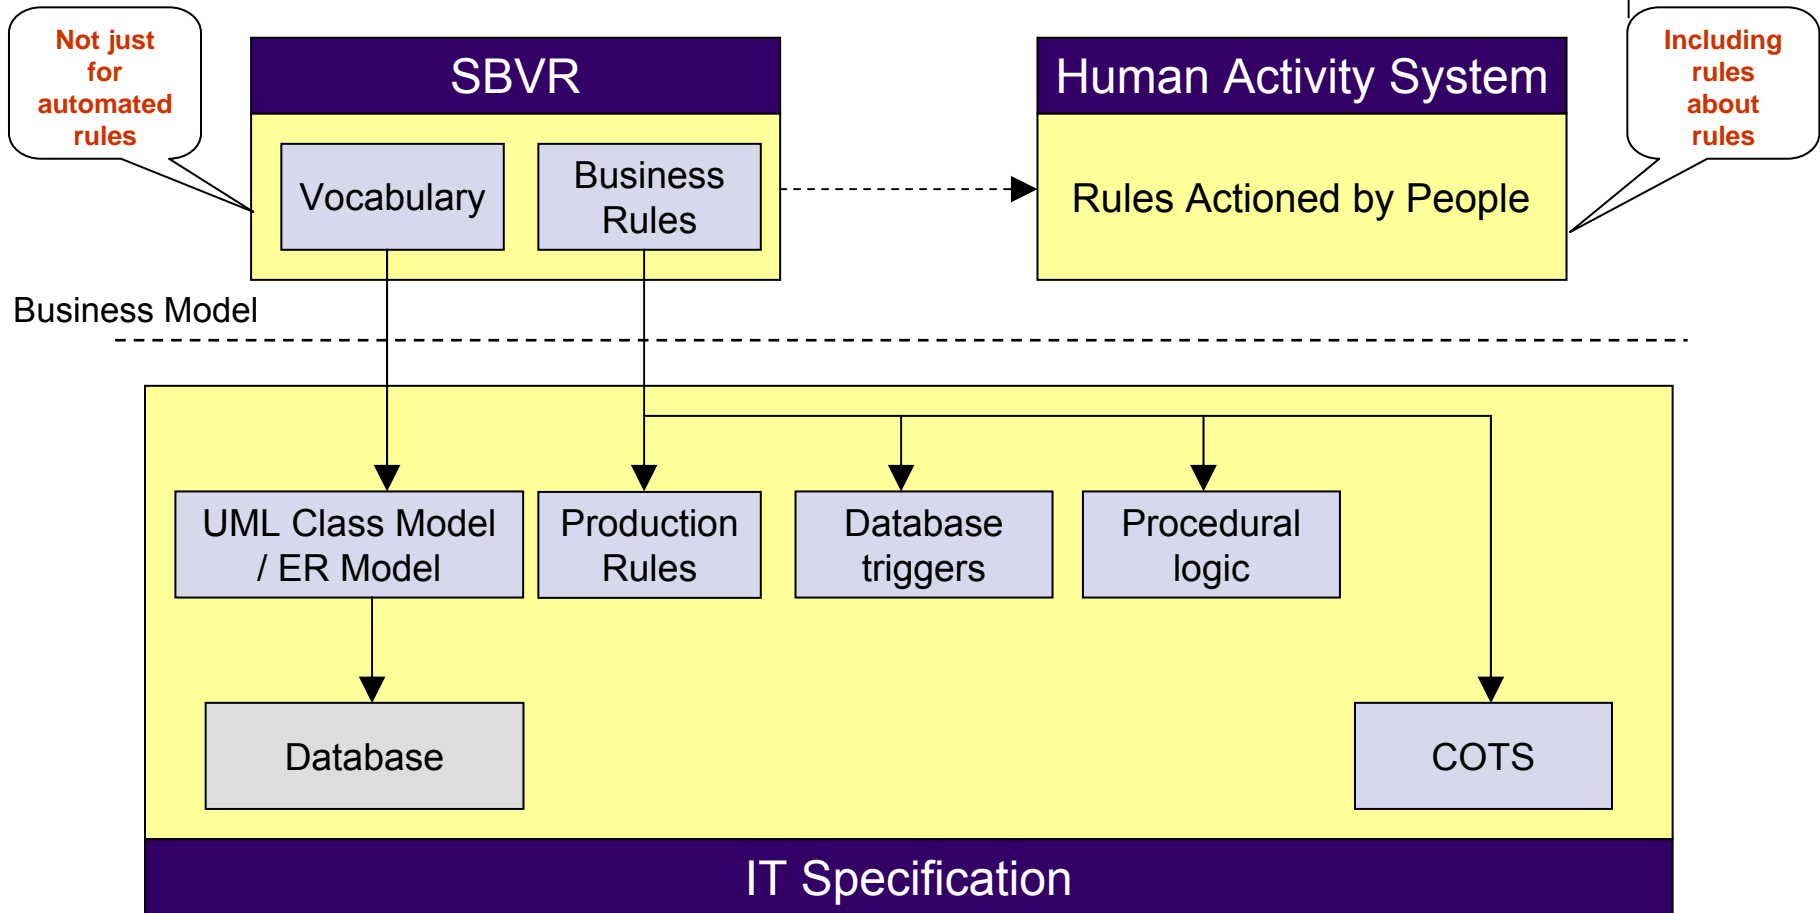 Not just
for
automated
rules
SBVR
Human Activity System
Including
rules
about
rules
Vocabulary
Business
Rules
Rules Actioned by People
Business Model
UML Class Model
/ ER Model
Production
Rules
Database
triggers
Procedural
logic
Database
COTS
IT Specification